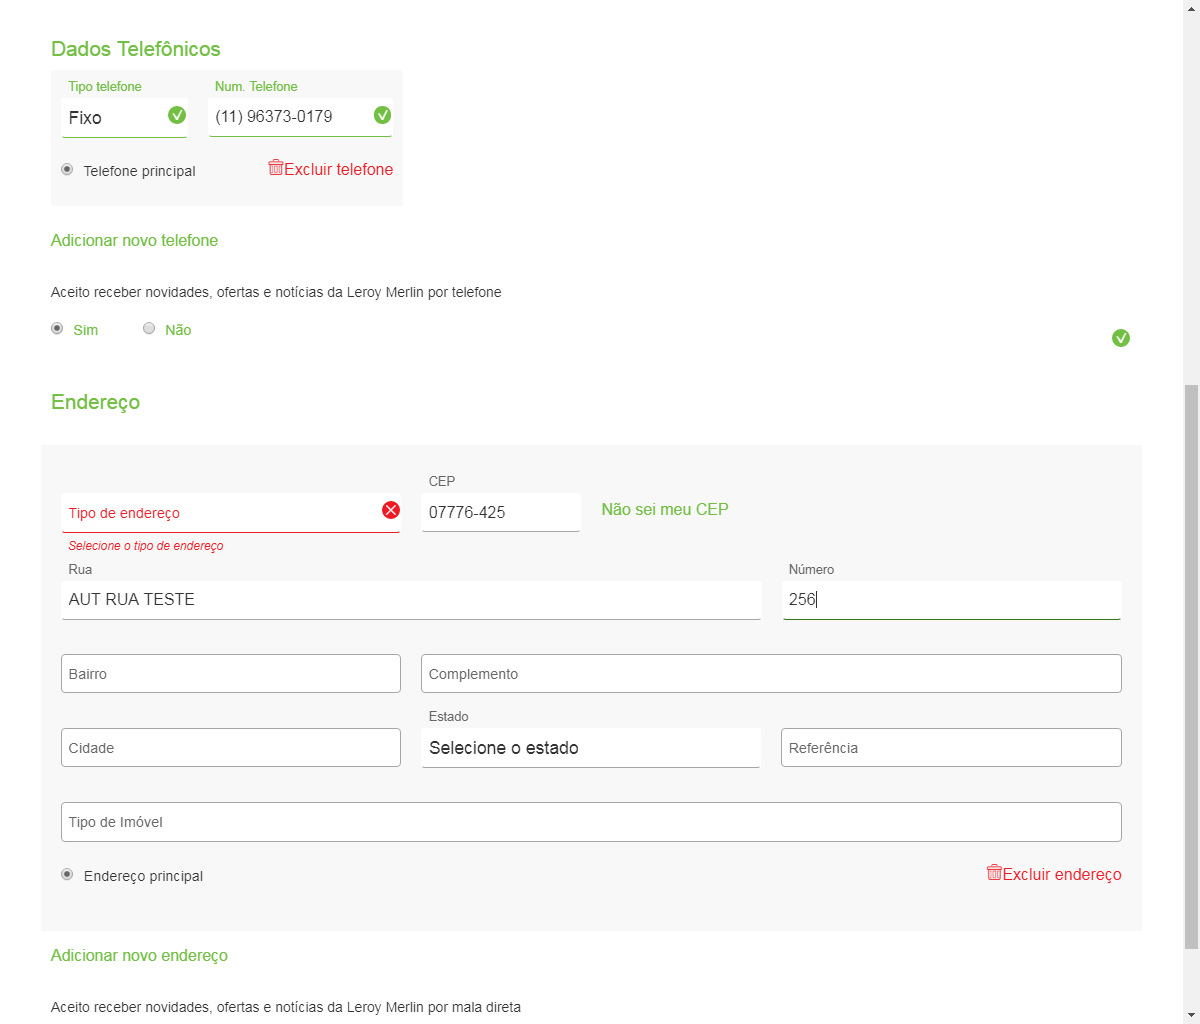 Dados Telefônicos
Tipo telefone
Num. Telefone
Fixo
(11) 96373-0179
Telefone principal
Excluir telefone
Adicionar novo telefone
Aceito receber novidades, ofertas e notícias da Leroy Merlin por telefone
Sim
Não
Endereço
CEP
Tipo de endereço
07776-425
Não sei meu CEP
Selecione o tipo de endereço
Rua
Número
AUT RUA TESTE
256
Bairro
Complemento
Estado
Cidade
Selecione o estado
Referência
Tipo de Imóvel
Endereço principal
Excluir endereço
Adicionar novo endereço
Aceito receber novidades, ofertas e notícias da Leroy Merlin por mala direta